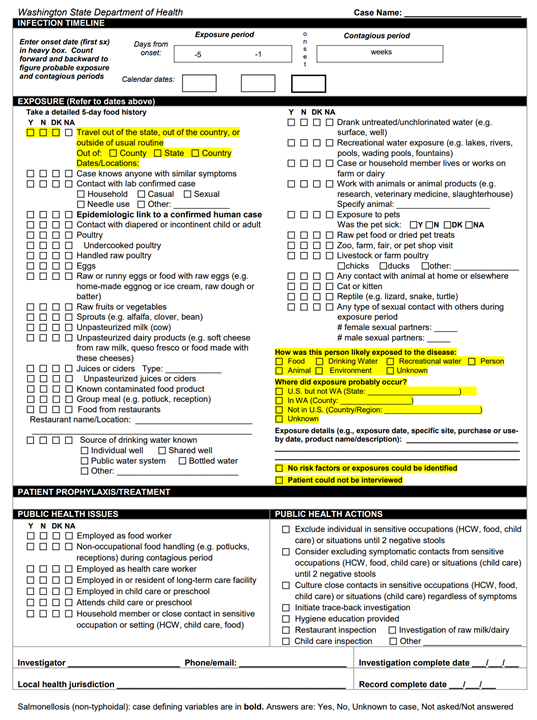 Washington State Department of Health Case Name: ____________________
INFECTION TIMELINE
Enter onset date (first sx) in heavy box. Count forward and backward to figure probable exposure and contagious periods
Exposure period
Days from onset:
-5 -1
Calendar dates:
o
n
s
e
t
Contagious period
weeks
EXPOSURE (Refer to dates above)
Take a detailed 5-day food history
Y N DK NA
☐ ☐ ☐ ☐ Travel out of the state, out of the country, or
outside of usual routine
Out of: ☐ County ☐ State ☐ Country
Dates/Locations:
☐ ☐ ☐ ☐ Case knows anyone with similar symptoms
☐ ☐ ☐ ☐ Contact with lab confirmed case
☐ Household ☐ Casual ☐ Sexual
☐ Needle use ☐ Other: ____________
☐ ☐ ☐ ☐ Epidemiologic link to a confirmed human case
☐ ☐ ☐ ☐ Contact with diapered or incontinent child or adult
☐ ☐ ☐ ☐ Poultry
Undercooked poultry
☐ ☐ ☐ ☐ Handled raw poultry
☐ ☐ ☐ ☐ Eggs
☐ ☐ ☐ ☐ Raw or runny eggs or food with raw eggs (e.g.
home-made eggnog or ice cream, raw dough or
batter)
☐ ☐ ☐ ☐ Raw fruits or vegetables
☐ ☐ ☐ ☐ Sprouts (e.g. alfalfa, clover, bean)
☐ ☐ ☐ ☐ Unpasteurized milk (cow)
☐ ☐ ☐ ☐ Unpasteurized dairy products (e.g. soft cheese
from raw milk, queso fresco or food made with
these cheeses)
☐ ☐ ☐ ☐ Juices or ciders Type: ____________
☐ ☐ ☐ ☐ Unpasteurized juices or ciders
☐ ☐ ☐ ☐ Known contaminated food product
☐ ☐ ☐ ☐ Group meal (e.g. potluck, reception)
☐ ☐ ☐ ☐ Food from restaurants
Restaurant name/Location: ____________________
☐ ☐ ☐ ☐ Source of drinking water known
☐ Individual well ☐ Shared well
☐ Public water system ☐ Bottled water
☐ Other: ____________________
Y N DK NA
☐ ☐ ☐ ☐ Drank untreated/unchlorinated water (e.g.
surface, well)
☐ ☐ ☐ ☐ Recreational water exposure (e.g. lakes, rivers,
pools, wading pools, fountains)
☐ ☐ ☐ ☐ Case or household member lives or works on
farm or dairy
☐ ☐ ☐ ☐ Work with animals or animal products (e.g.
research, veterinary medicine, slaughterhouse)
Specify animal: ____________________
☐ ☐ ☐ ☐ Exposure to pets
Was the pet sick: ☐Y ☐N ☐DK ☐NA
☐ ☐ ☐ ☐ Raw pet food or dried pet treats
☐ ☐ ☐ ☐ Zoo, farm, fair, or pet shop visit
☐ ☐ ☐ ☐ Livestock or farm poultry
☐chicks ☐ducks ☐other: ____________
☐ ☐ ☐ ☐ Any contact with animal at home or elsewhere
☐ ☐ ☐ ☐ Cat or kitten
☐ ☐ ☐ ☐ Reptile (e.g. lizard, snake, turtle)
☐ ☐ ☐ ☐ Any type of sexual contact with others during
exposure period
# female sexual partners: _____
# male sexual partners: _____
How was this person likely exposed to the disease:
☐ Food ☐ Drinking Water ☐ Recreational water ☐ Person
☐ Animal ☐ Environment ☐ Unknown
Where did exposure probably occur?
☐ U.S. but not WA (State: ____________________)
☐ In WA (County: ____________________)
☐ Not in U.S. (Country/Region: ____________________)
☐ Unknown
Exposure details (e.g., exposure date, specific site, purchase or use-
by date, product name/description): ____________________
☐ No risk factors or exposures could be identified
☐ Patient could not be interviewed
PATIENT PROPHYLAXIS/TREATMENT
PUBLIC HEALTH ISSUES
Y N DK NA
☐ ☐ ☐ ☐ Employed as food worker
☐ ☐ ☐ ☐ Non-occupational food handling (e.g. potlucks,
receptions) during contagious period
☐ ☐ ☐ ☐ Employed as health care worker
☐ ☐ ☐ ☐ Employed in or resident of long-term care facility
☐ ☐ ☐ ☐ Employed in child care or preschool
☐ ☐ ☐ ☐ Attends child care or preschool
☐ ☐ ☐ ☐ Household member or close contact in sensitive
occupation or setting (HCW, child care, food)
PUBLIC HEALTH ACTIONS
☐ Exclude individual in sensitive occupations (HCW, food, child
care) or situations until 2 negative stools
☐ Consider excluding symptomatic contacts from sensitive
occupations (HCW, food, child care) or situations (child care)
until 2 negative stools
☐ Culture close contacts in sensitive occupations (HCW, food,
child care) or situations (child care) regardless of symptoms
☐ Initiate trace-back investigation
☐ Hygiene education provided
☐ Restaurant inspection ☐ Investigation of raw milk/dairy
☐ Child care inspection ☐ Other ____________________
Investigator ____________________ Phone/email: ____________________ Investigation complete date ___/___/___
Local health jurisdiction ____________________ Record complete date ___/___/___
Salmonellosis (non-typhoidal): case defining variables are in bold. Answers are: Yes, No, Unknown to case, Not asked/Not answered